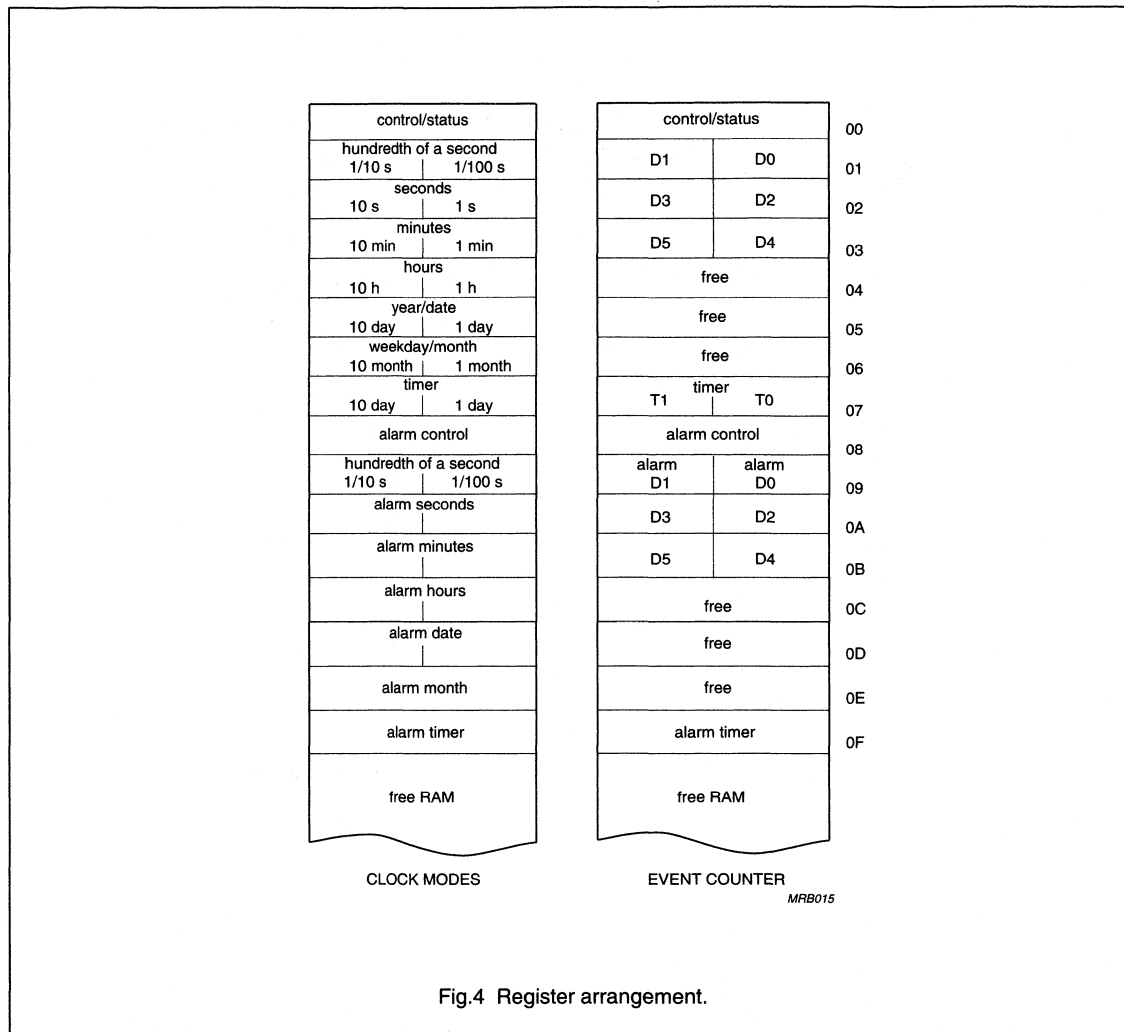 control/status
hundredth of a second
1/10 s 1/100 s
seconds
10 s 1 s
minutes
10 min 1 min
hours
10 h 1 h
year/date
10 day 1 day
weekday/month
10 month 1 month
timer
10 day 1 day
alarm control
hundredth of a second
1/10 s 1/100 s
alarm seconds
alarm minutes
alarm hours
alarm date
alarm month
alarm timer
free RAM
CLOCK MODES
control/status
D1 D0
D3 D2
D5 D4
free
free
free
timer
T1 T0
alarm control
alarm alarm
D1 D0
D3 D2
D5 D4
free
free
free
alarm timer
free RAM
EVENT COUNTER
00
01
02
03
04
05
06
07
08
09
0A
0B
0C
0D
0E
0F
MRB015
Fig.4 Register arrangement.